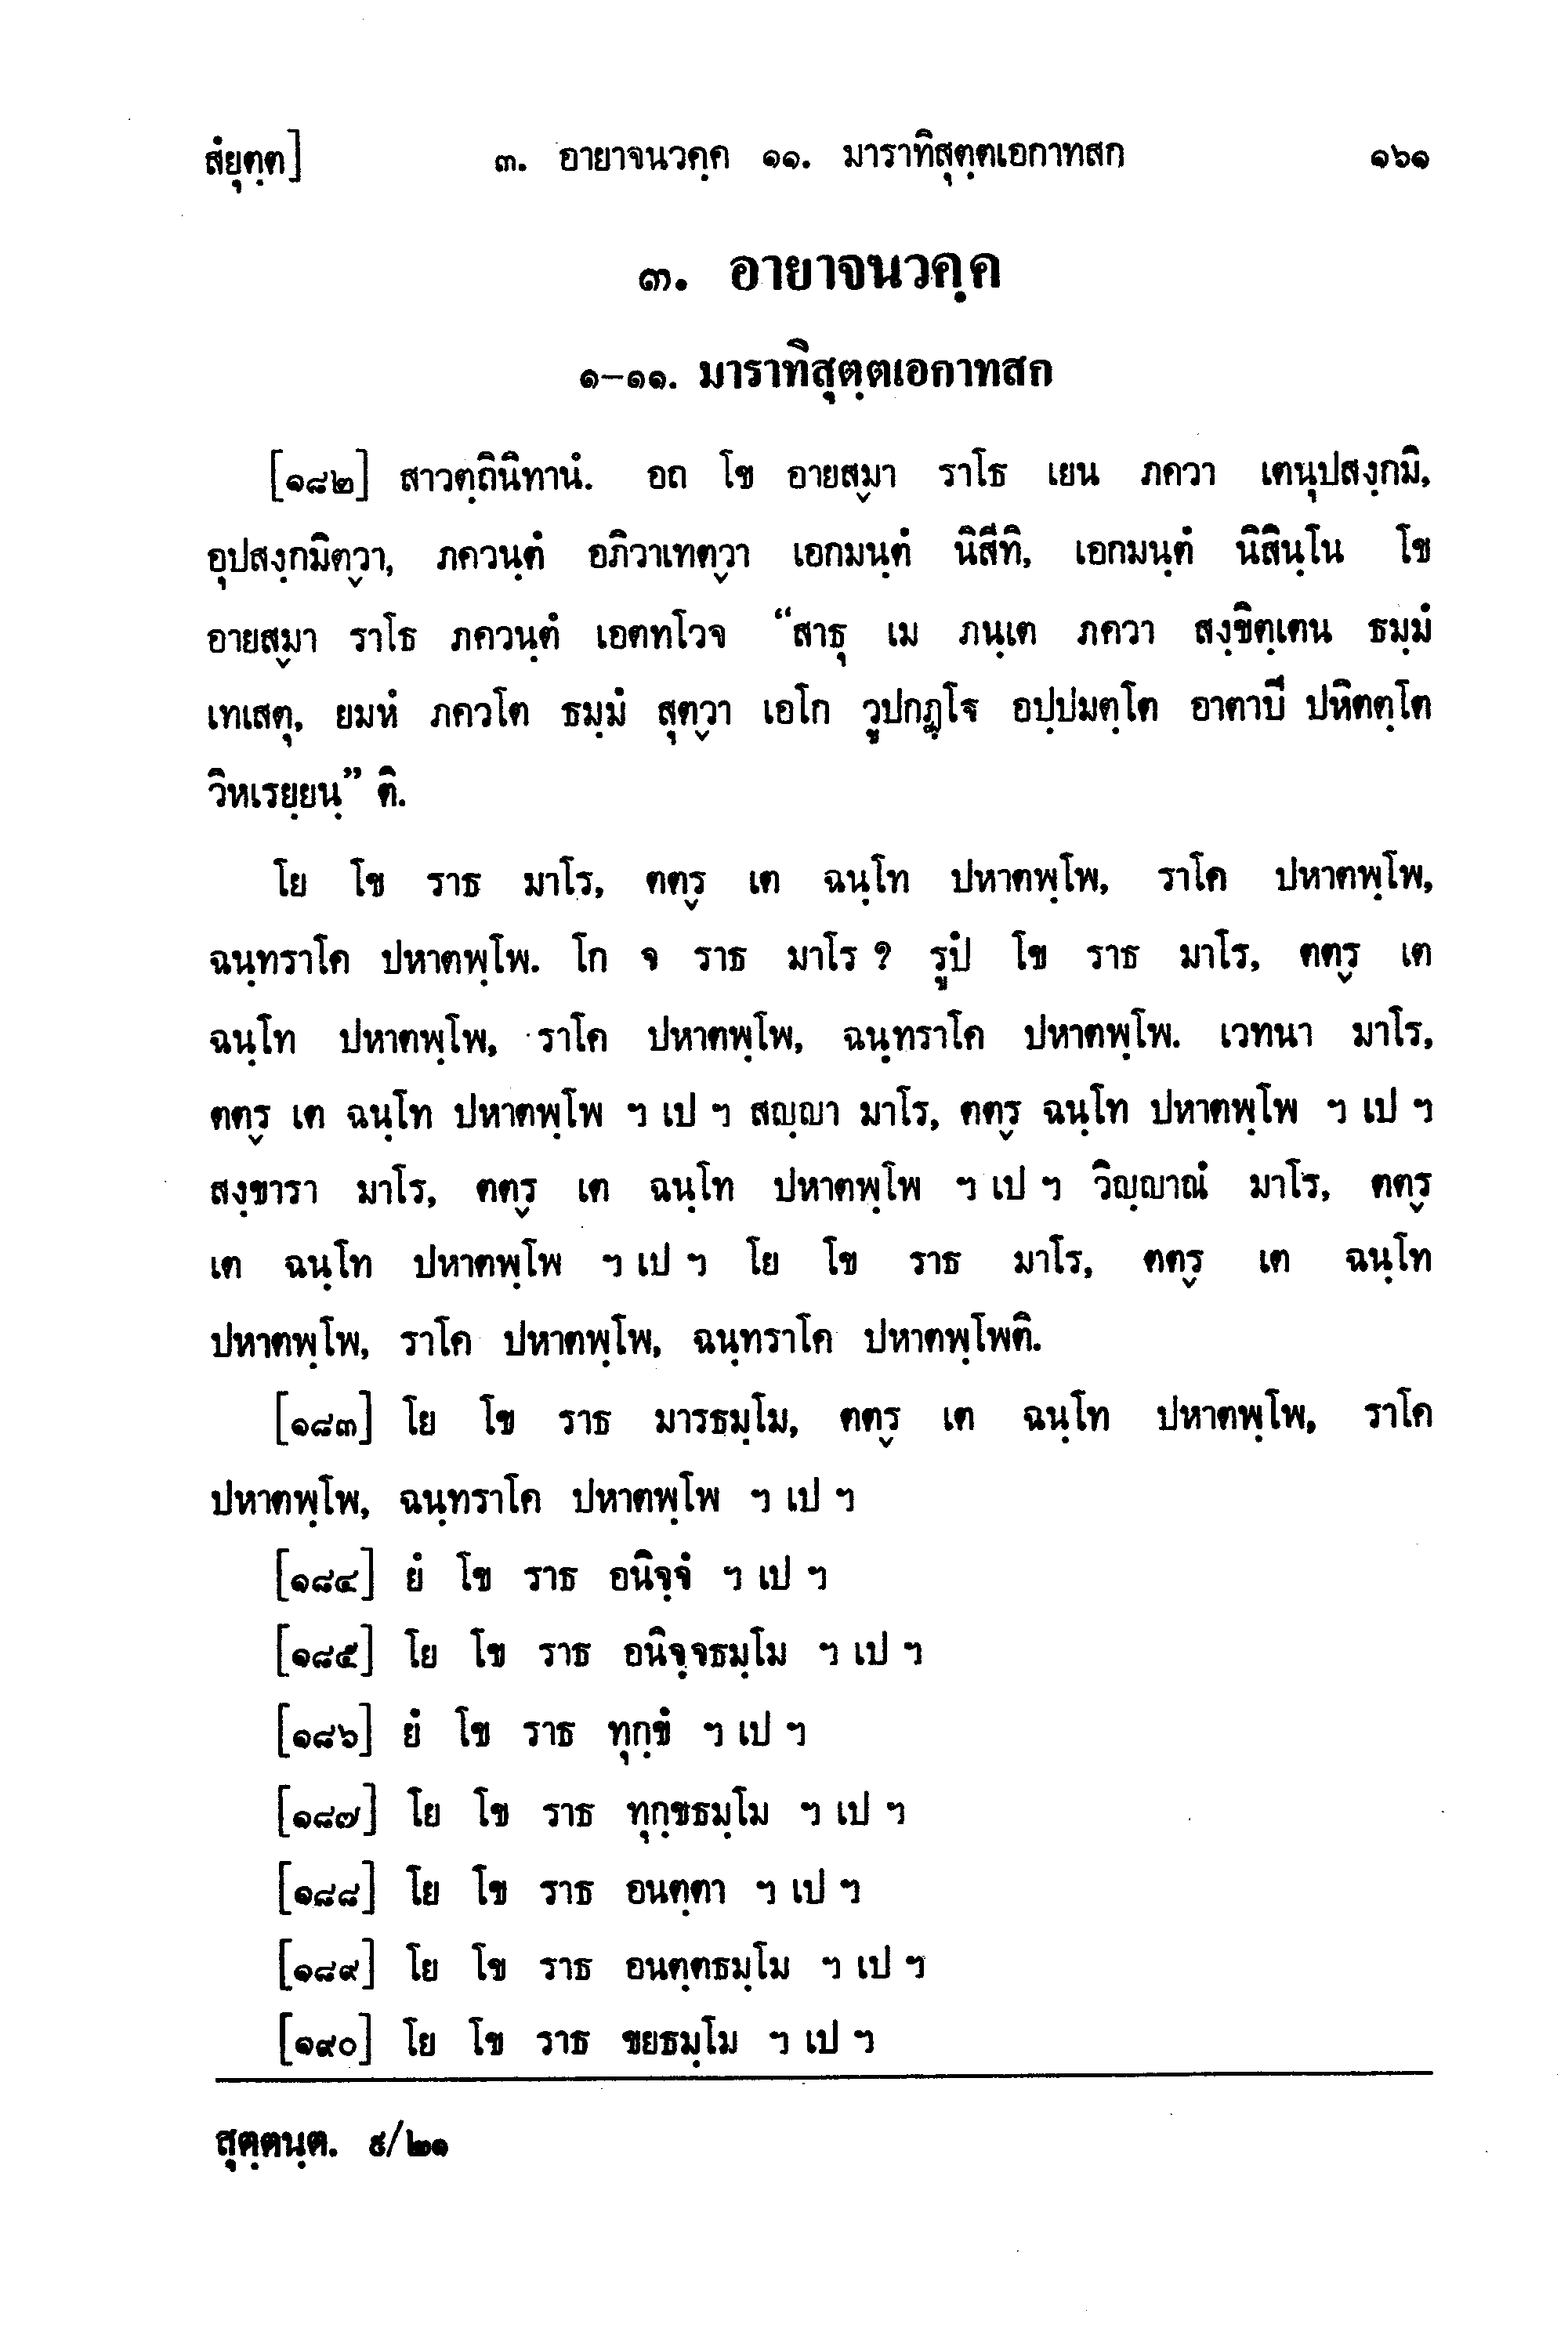 สํยุตฺต]
๓. อายาจนวคฺค ๑๑. มาราทิสุตฺตเอกาทสก
๑๖๑
๓. อายาจนวคฺค
๑-๑๑. มาราทิสุตฺตเอกาทสก
[๑๘๒] สาวตฺถินิทานํ. อถ โข อายส๎มา ราโธ เยน ภควา เตนุปสงฺกมิ,
อุปสงฺกมิต๎วา, ภควนฺตํ อภิวาเทต๎วา เอกมนฺตํ นิสีทิ, เอกมนฺตํ นิสินฺโน โข
อายส๎มา ราโธ ภควนฺตํ เอตทโวจ “สาธุ เม ภนฺเต ภควา สงฺขิตฺเตน ธมฺมํ
เทเสตุ, ยมหํ ภควโต ธมฺมํ สุต๎วา เอโก วูปกฏฺโฐ อปฺปมตฺโต อาตาปี ปหิตตฺโต
วิหเรยฺยนฺ” ติ.
โย โข ราธ มาโร, ตต๎ร เต ฉนฺโท ปหาตพฺโพ, ราโค ปหาตพฺโพ,
ฉนฺทราโค ปหาตพฺโพ. โก จ ราธ มาโร ? รูปํ โข ราธ มาโร, ตต๎ร เต
ฉนฺโท ปหาตพฺโพ, ราโค ปหาตพฺโพ, ฉนฺทราโค ปหาตพฺโพ. เวทนา มาโร,
ตต๎ร เต ฉนฺโท ปหาตพฺโพ ฯ เป ฯ สญฺญา มาโร, ตต๎ร ฉนฺโท ปหาตพฺโพ ฯ เป ฯ
สงฺขารา มาโร, ตต๎ร เต ฉนฺโท ปหาตพฺโพ ฯ เป ฯ วิญฺญาณํ มาโร, ตต๎ร
เต ฉนฺโท ปหาตพฺโพ ฯ เป ฯ โย โข ราธ มาโร, ตต๎ร เต ฉนฺโท
ปหาตพฺโพ, ราโค ปหาตพฺโพ, ฉนฺทราโค ปหาตพฺโพติ.
[๑๘๓] โย โข ราธ มารธมฺโม, ตต๎ร เต ฉนฺโท ปหาตพฺโพ, ราโค
ปหาตพฺโพ, ฉนฺทราโค ปหาตพฺโพ ฯ เป ฯ
[๑๘๔] ยํ โข ราธ อนิจฺจํ ฯ เป ฯ
[๑๘๕] โย โข ราธ อนิจฺจธมฺโม ฯ เป ฯ
[๑๘๖] ยํ โข ราธ ทุกฺขํ ฯ เป ฯ
[๑๘๗] โย โข ราธ ทุกฺขธมฺโม ฯ เป ฯ
[๑๘๘] โย โข ราธ อนตฺตา ฯ เป ฯ
[๑๘๙] โย โข ราธ อนตฺตธมฺโม ฯ เป ฯ
[๑๙๐] โย โข ราธ ขยธมฺโม ฯ เป ฯ
สุตฺตนฺต. ๙/๒๑